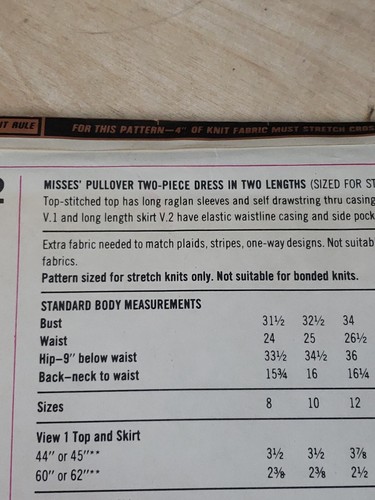 IT RULE FOR THIS PATTERN—4" OF KNIT FABRIC MUST STRETCH
2
MISSES' PULLOVER TWO-PIECE DRESS IN TWO LENGTHS (SIZED FOR
Top-stitched top has long raglan sleeves and self drawstring thru casing
V.1 and long length skirt V.2 have elastic waistline casing and side
Extra fabric needed to match plaids, stripes, one-way designs. Not
fabrics.
Pattern sized for stretch knits only. Not suitable for bonded knits.
STANDARD BODY MEASUREMENTS
Bust 31½ 32½ 34
Waist 24 25 26½
Hip–9" below waist 33½ 34½ 36
Back–neck to waist 15¾ 16 16¼
Sizes 8 10 12
View 1 Top and Skirt
44" or 45"** 3½ 3½ 3⅞
60" or 62"** 2⅜ 2⅜ 2½